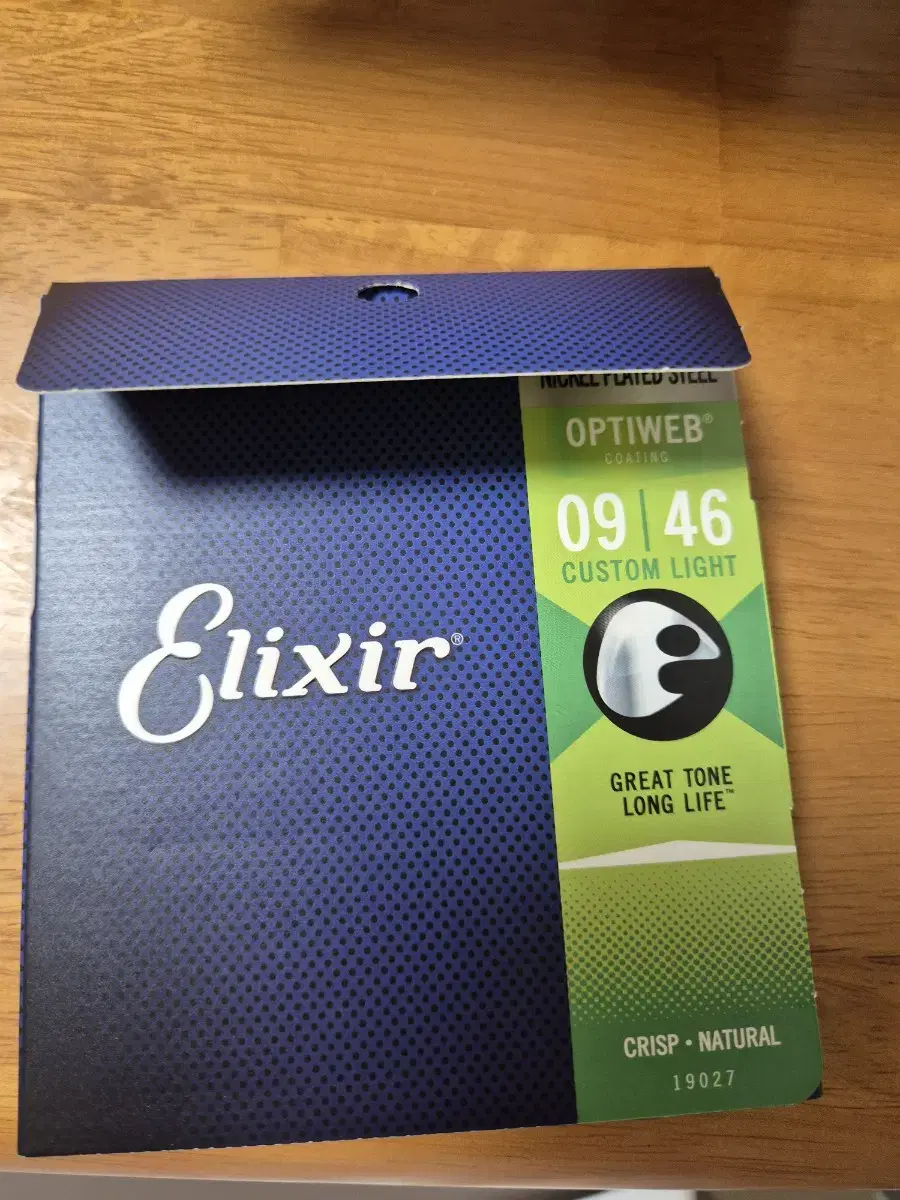 NICKEL PLATED STEEL
OPTIWEB®
COATING
09 | 46
CUSTOM LIGHT
Elixir®
GREAT TONE
LONG LIFE™
CRISP • NATURAL
19027